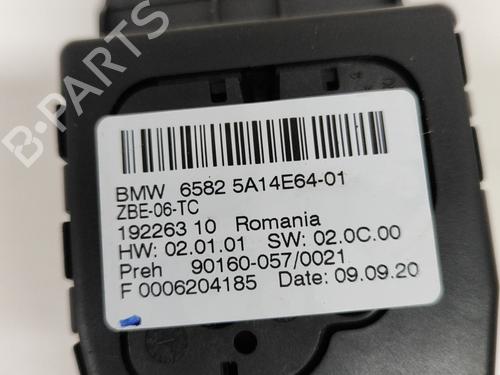 B-PARTS
BMW 6582 5A14E64-01
ZBE-06-TC
192263 10 Romania
HW: 02.01.01 SW: 02.0C.00
Preh 90160-057/0021
F 0006204185 Date: 09.09.20